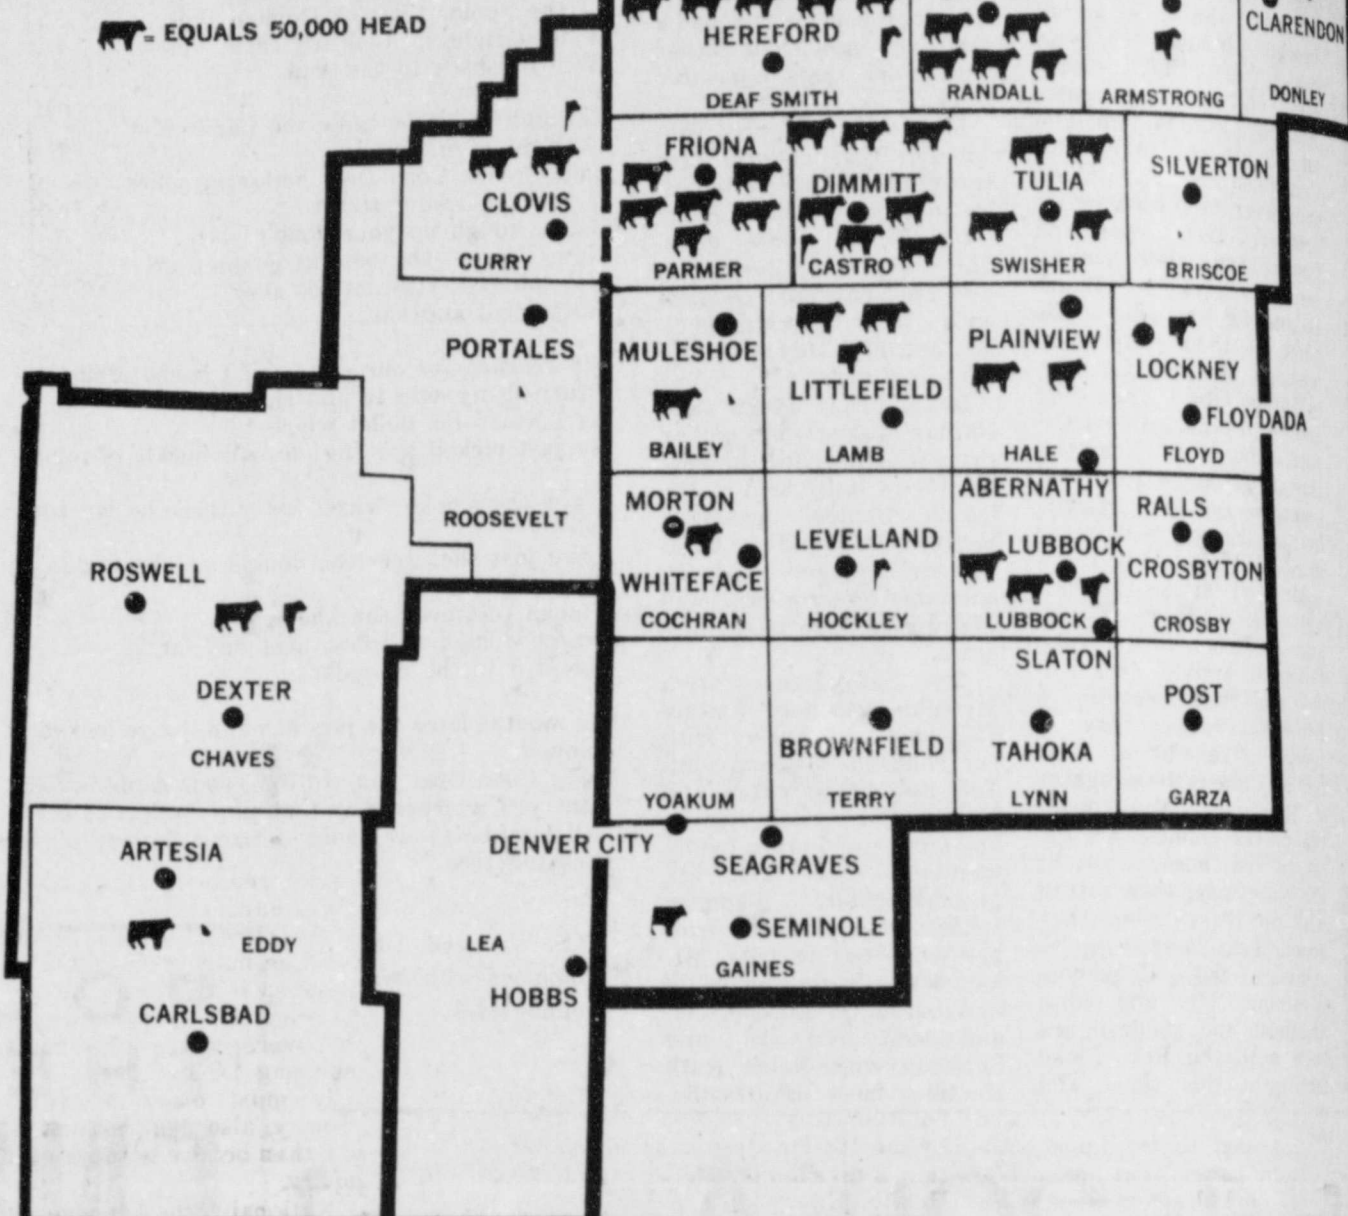 = EQUALS 50,000 HEAD
HEREFORD
DEAF SMITH
RANDALL
ARMSTRONG
CLARENDON
DONLEY
FRIONA
PARMER
DIMMITT
CASTRO
TULIA
SWISHER
SILVERTON
BRISCOE
CLOVIS
CURRY
PORTALES
ROOSEVELT
MULESHOE
BAILEY
LITTLEFIELD
LAMB
PLAINVIEW
HALE
ABERNATHY
LOCKNEY
FLOYDADA
FLOYD
MORTON
WHITEFACE
COCHRAN
LEVELLAND
HOCKLEY
LUBBOCK
LUBBOCK
SLATON
RALLS
CROSBYTON
CROSBY
ROSWELL
DEXTER
CHAVES
YOAKUM
BROWNFIELD
TERRY
TAHOKA
LYNN
POST
GARZA
DENVER CITY
SEAGRAVES
SEMINOLE
GAINES
ARTESIA
EDDY
CARLSBAD
LEA
HOBBS